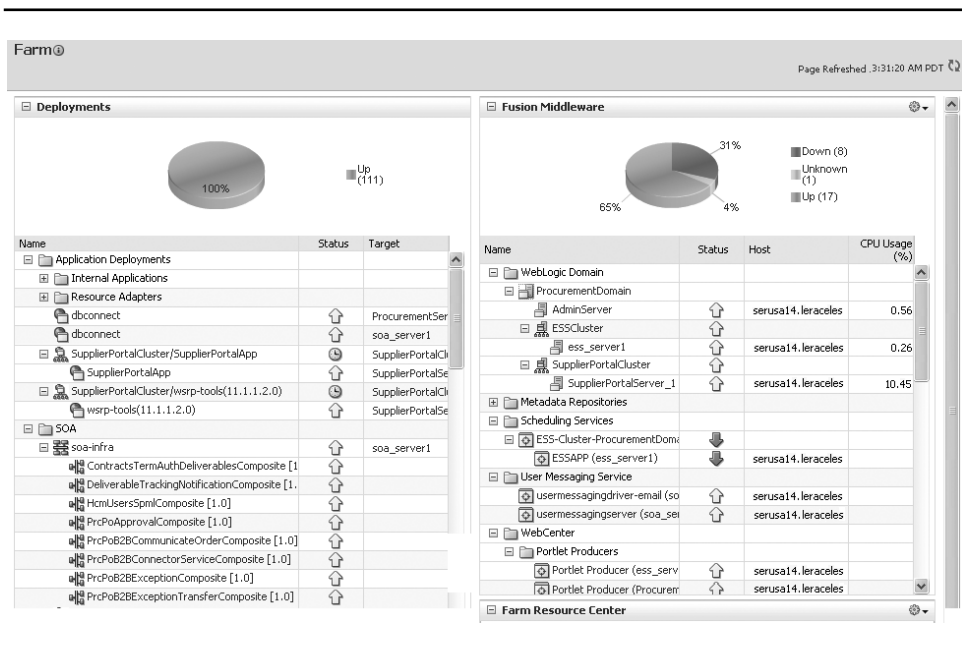 Farm
Page Refreshed .3:31:20 AM PDT
Deployments
100%
Up
(111)
Name Status Target
Application Deployments
Internal Applications
Resource Adapters
dbconnect ProcurementSer
dbconnect soa_server1
SupplierPortalCluster/SupplierPortalApp SupplierPortalCl
SupplierPortalApp SupplierPortalSe
SupplierPortalCluster/wsrp-tools(11.1.1.2.0) SupplierPortalCl
wsrp-tools(11.1.1.2.0) SupplierPortalSe
SOA
soa-infra soa_server1
ContractsTermAuthDeliverablesComposite [1
DeliverableTrackingNotificationComposite [1.
HcmUsersSpmlComposite [1.0]
PrcPoApprovalComposite [1.0]
PrcPoB2BCommunicateOrderComposite [1.0]
PrcPoB2BConnectorServiceComposite [1.0]
PrcPoB2BExceptionComposite [1.0]
PrcPoB2BExceptionTransferComposite [1.0]
Fusion Middleware
31%
65%
4%
Down (8)
Unknown
(1)
Up (17)
Name Status Host CPU Usage
(%)
WebLogic Domain
ProcurementDomain
AdminServer serusa14.leraceles 0.56
ESSCluster
ess_server1 serusa14.leraceles 0.26
SupplierPortalCluster
SupplierPortalServer_1 serusa14.leraceles 10.45
Metadata Repositories
Scheduling Services
ESS-Cluster-ProcurementDoma
ESSAPP (ess_server1) serusa14.leraceles
User Messaging Service
usermessagingdriver-email (so serusa14.leraceles
usermessagingserver (soa_ser serusa14.leraceles
WebCenter
Portlet Producers
Portlet Producer (ess_serv serusa14.leraceles
Portlet Producer (Procurem serusa14.leraceles
Farm Resource Center